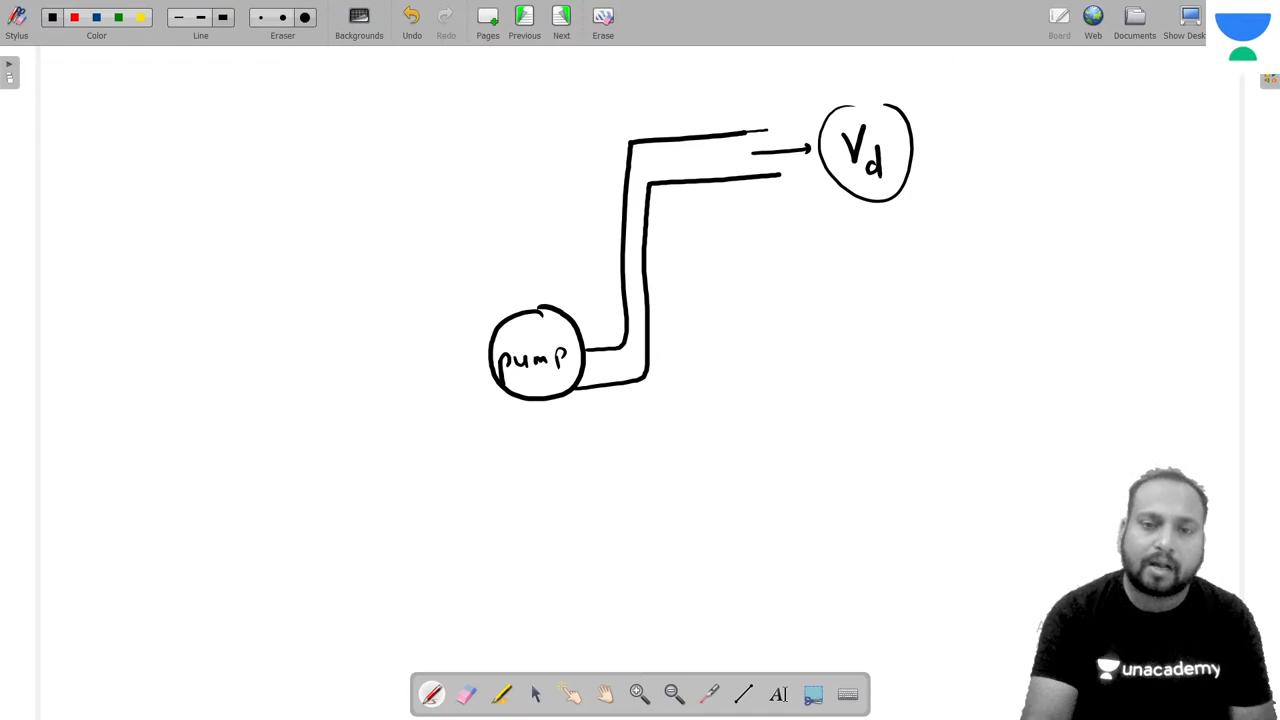 Stylus
Color
Line
Eraser
Backgrounds
Undo
Redo
Pages
Previous
Next
Erase
Board
Web
Documents
Show Desk
Vd
pump
AI
unacademy